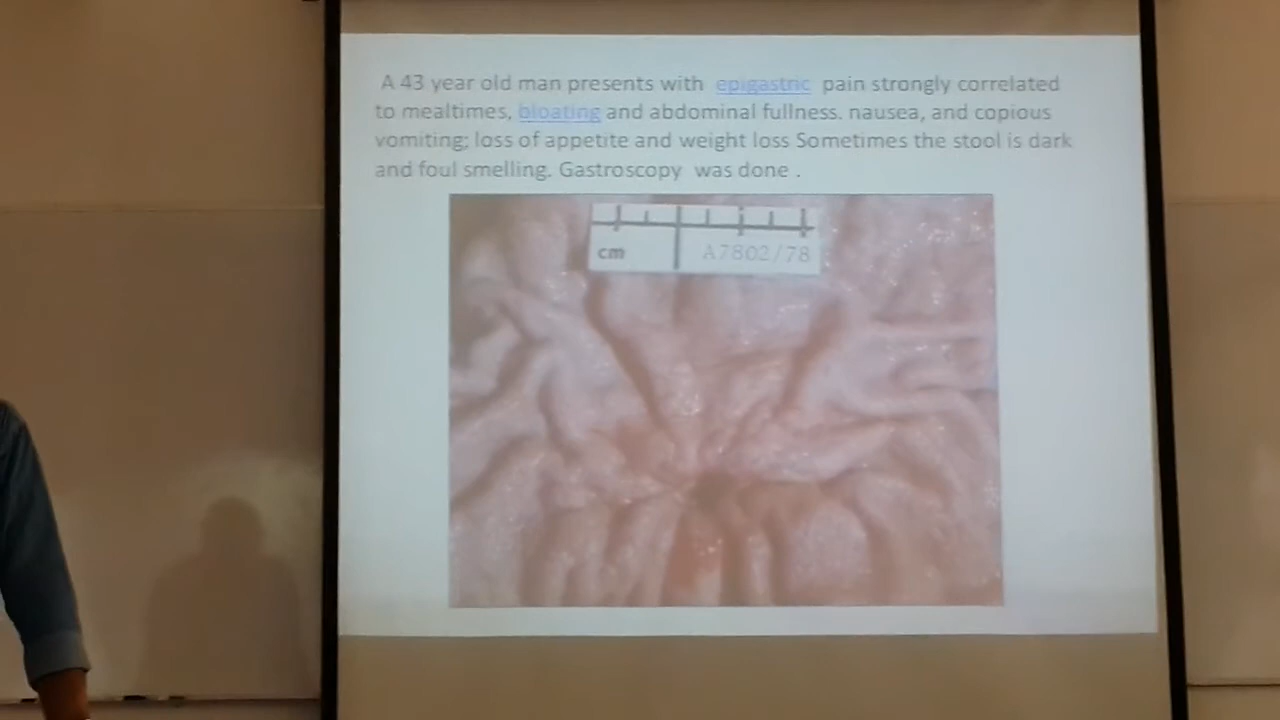 A 43 year old man presents with epigastric pain strongly correlated
to mealtimes, bloating and abdominal fullness. nausea, and copious
vomiting; loss of appetite and weight loss Sometimes the stool is dark
and foul smelling. Gastroscopy was done .
cm A7802/78